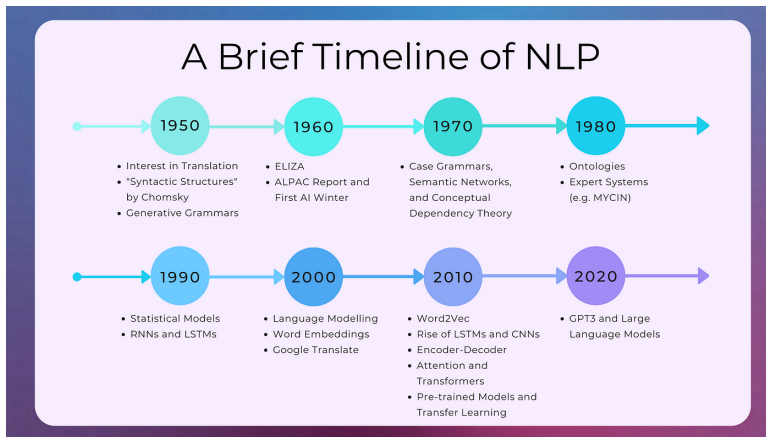 A Brief Timeline of NLP
1950
1960
1970
1980
• Interest in Translation
• "Syntactic Structures"
by Chomsky
• Generative Grammars
• ELIZA
• ALPAC Report and
First AI Winter
• Case Grammars,
Semantic Networks,
and Conceptual
Dependency Theory
• Ontologies
• Expert Systems
(e.g. MYCIN)
1990
2000
2010
2020
• Statistical Models
• RNNs and LSTMs
• Language Modelling
• Word Embeddings
• Google Translate
• Word2Vec
• Rise of LSTMs and CNNs
• Encoder-Decoder
• Attention and
Transformers
• Pre-trained Models and
Transfer Learning
• GPT3 and Large
Language Models